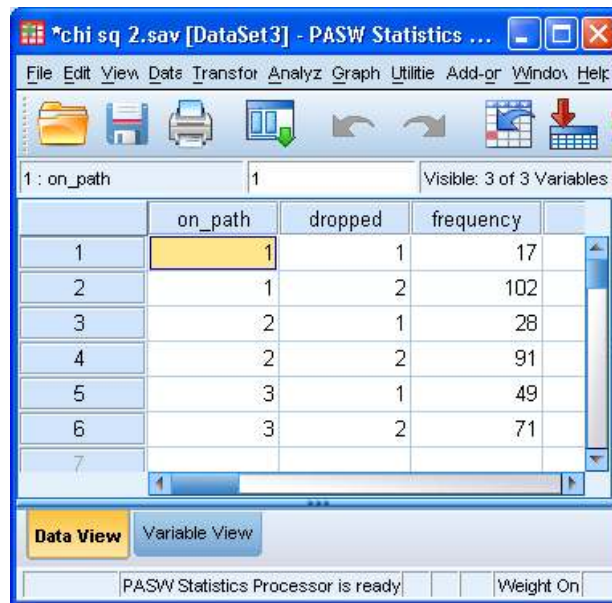 *chi sq 2.sav [DataSet3] - PASW Statistics ...
File Edit View Data Transfor Analyz Graph Utilitie Add-or Windov Help
1 : on_path 1 Visible: 3 of 3 Variables
on_path dropped frequency
1 1 1 17
2 1 2 102
3 2 1 28
4 2 2 91
5 3 1 49
6 3 2 71
7
Data View Variable View
PASW Statistics Processor is ready Weight On